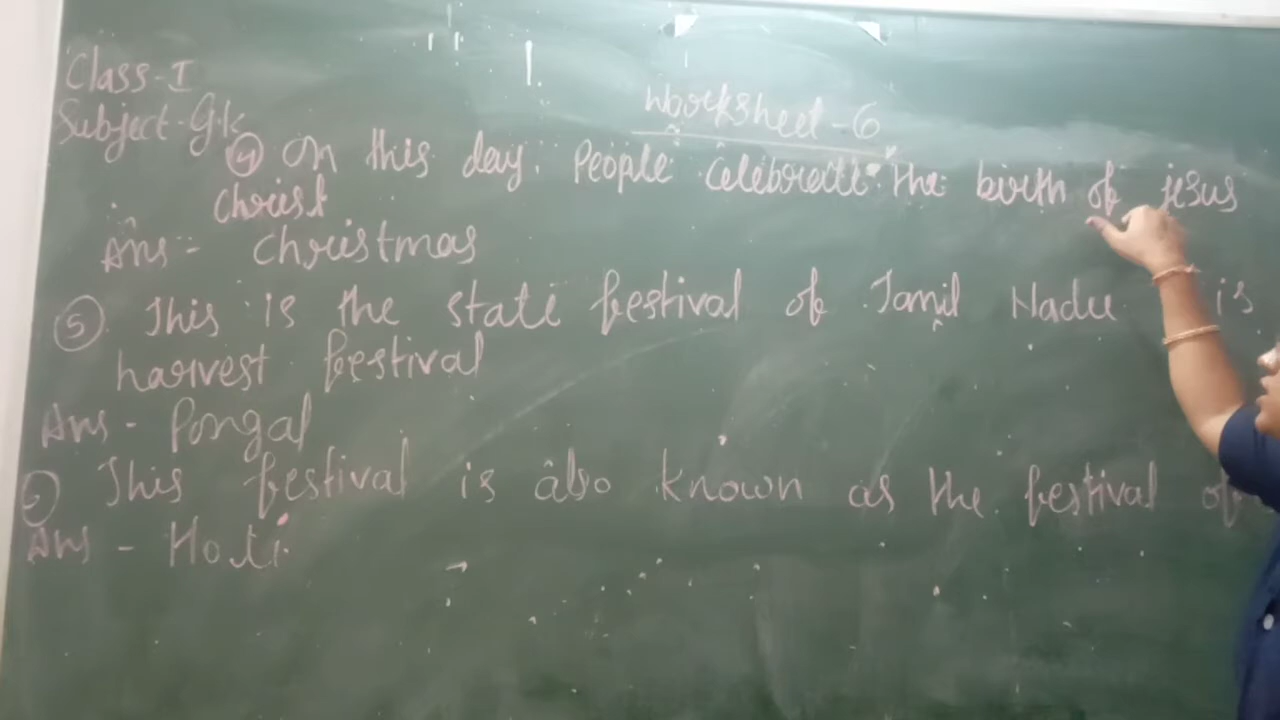 Class-I
Subject-G.K
Worksheet-6
④ On this day. People celebrate the birth of jesus
christ
Ans:- christmas
⑤ This is the state festival of Tamil Nadu is
harvest festival
Ans - Pongal
⑥ This festival is also known as the festival of
Ans - Holi